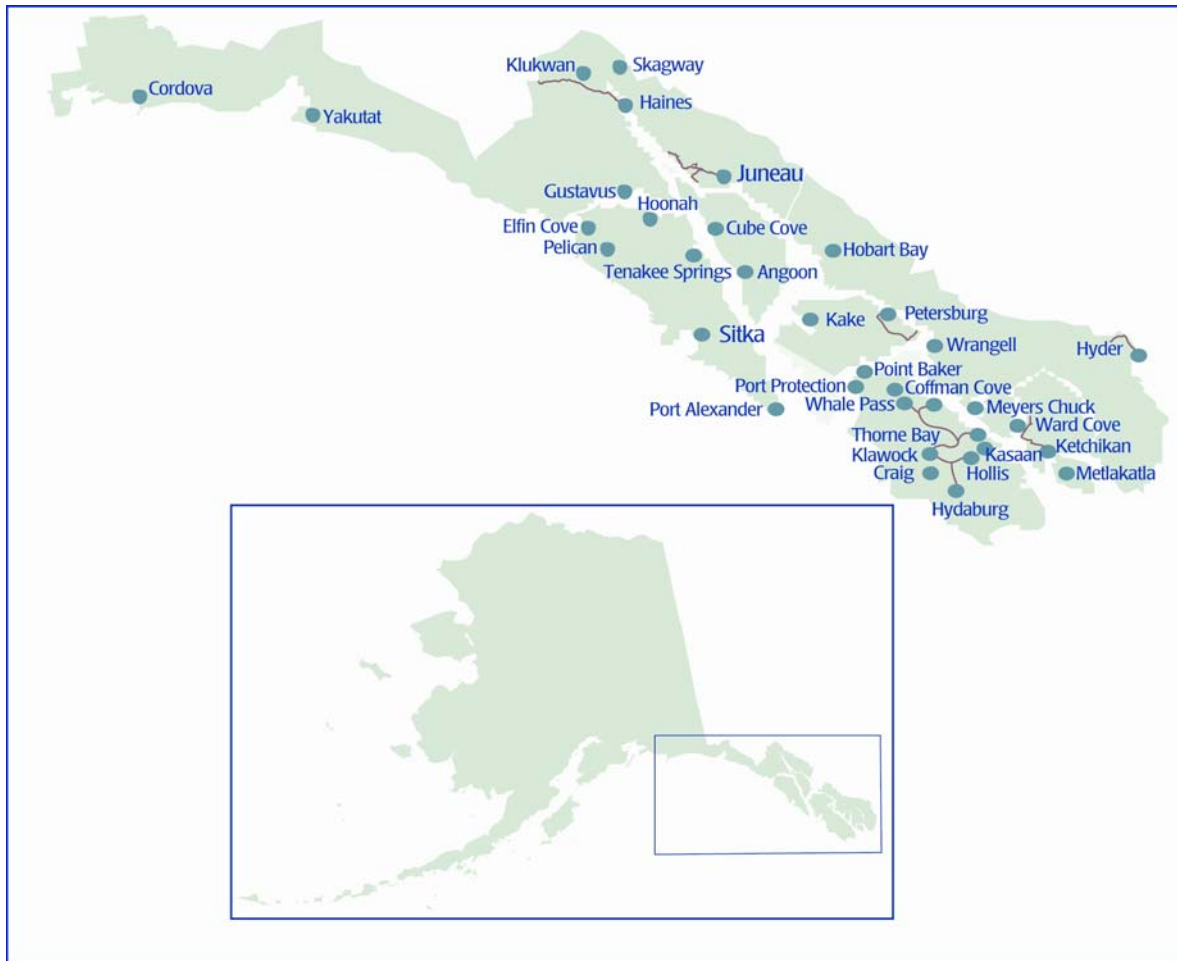 Klukwan
Skagway
Cordova
Haines
Yakutat
Juneau
Gustavus
Hoonah
Elfin Cove
Cube Cove
Pelican
Hobart Bay
Tenakee Springs
Angoon
Petersburg
Kake
Sitka
Wrangell
Hyder
Point Baker
Port Protection
Coffman Cove
Whale Pass
Port Alexander
Meyers Chuck
Ward Cove
Thorne Bay
Ketchikan
Klawock
Kasaan
Craig
Hollis
Metlakatla
Hydaburg